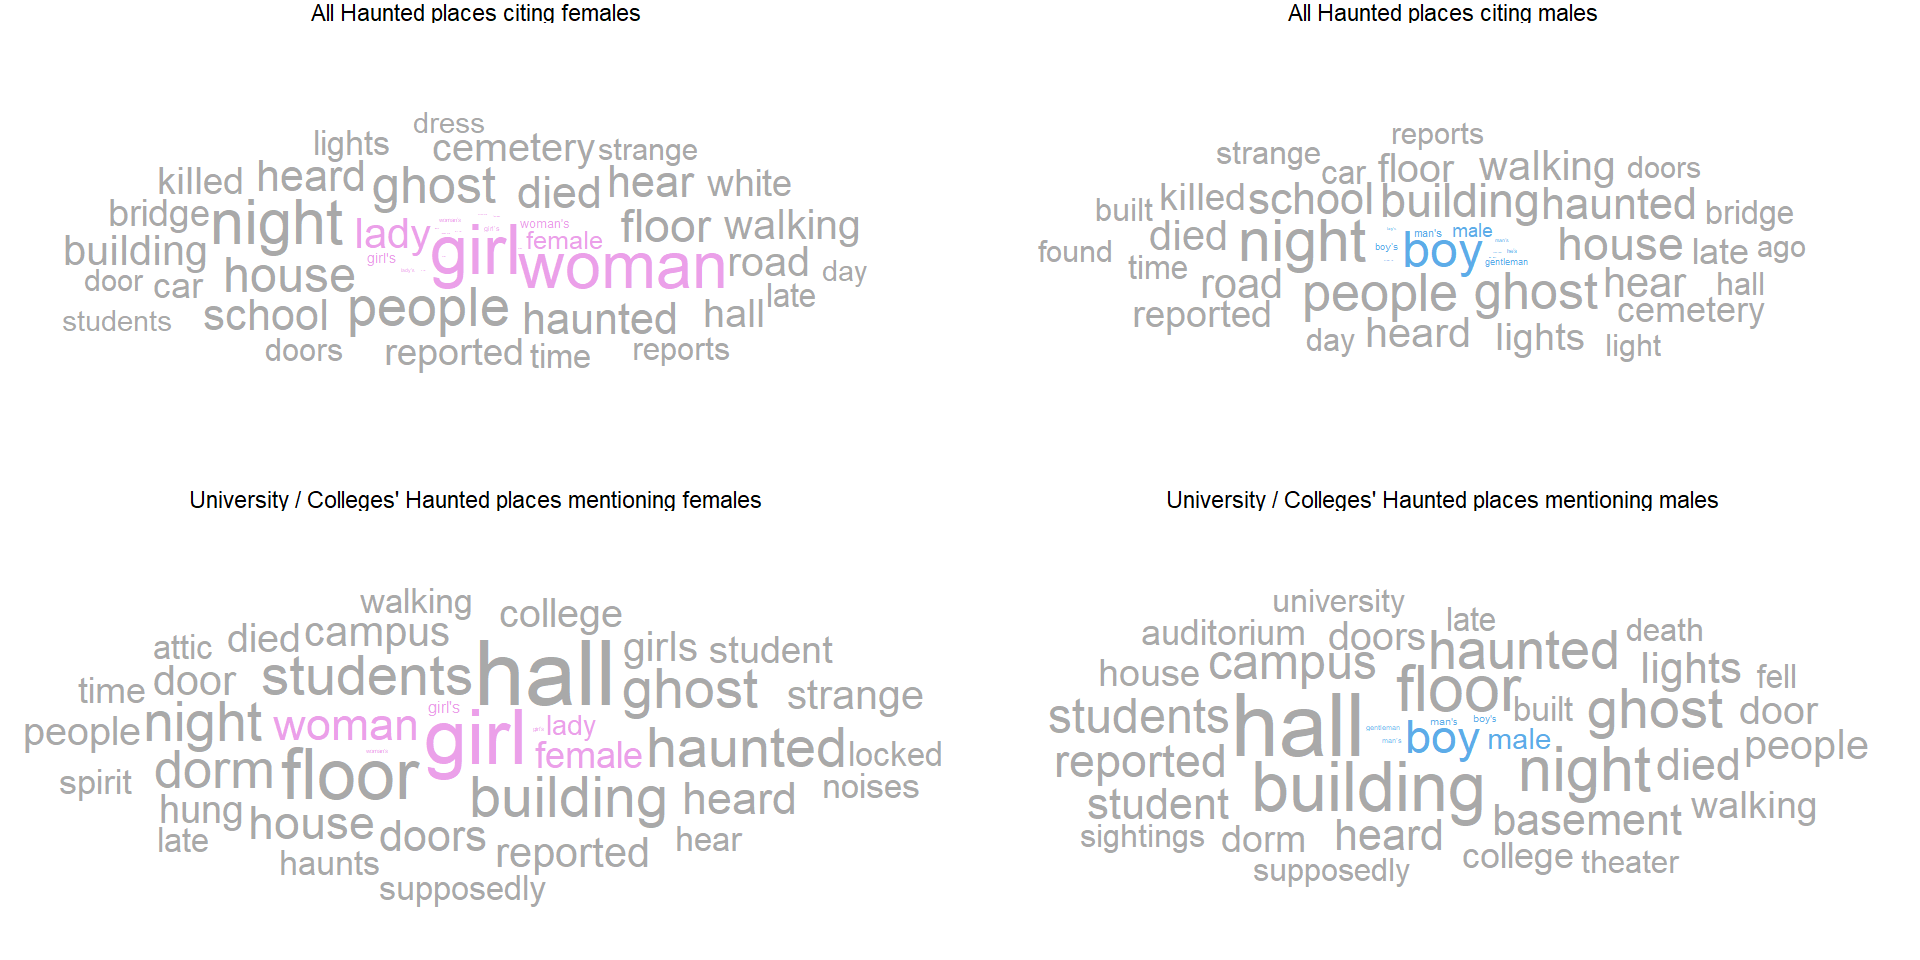 All Haunted places citing females
dress
lights cemetery strange
killed heard ghost died hear white
bridge night lady girl woman's female floor walking
woman's girl's
building girl's woman road
door car house day
students school people haunted hall late
doors reported time reports
All Haunted places citing males
reports
strange car floor walking doors
built killed school building haunted bridge
found died night man's male house late ago
boy's boy gentleman
time road people ghost hear hall
reported cemetery
day heard lights light
University / Colleges' Haunted places mentioning females
walking college
attic died campus hall girls student
time door students ghost strange
people night woman girl's girl lady
female haunted locked
woman's
spirit dorm floor building heard noises
hung house doors
late reported hear
haunts
supposedly
University / Colleges' Haunted places mentioning males
university late
auditorium doors haunted death
house campus floor lights fell
students hall gentleman man's boy's built ghost door
man's boy male
reported building night died people
student basement walking
sightings dorm heard
supposedly college theater